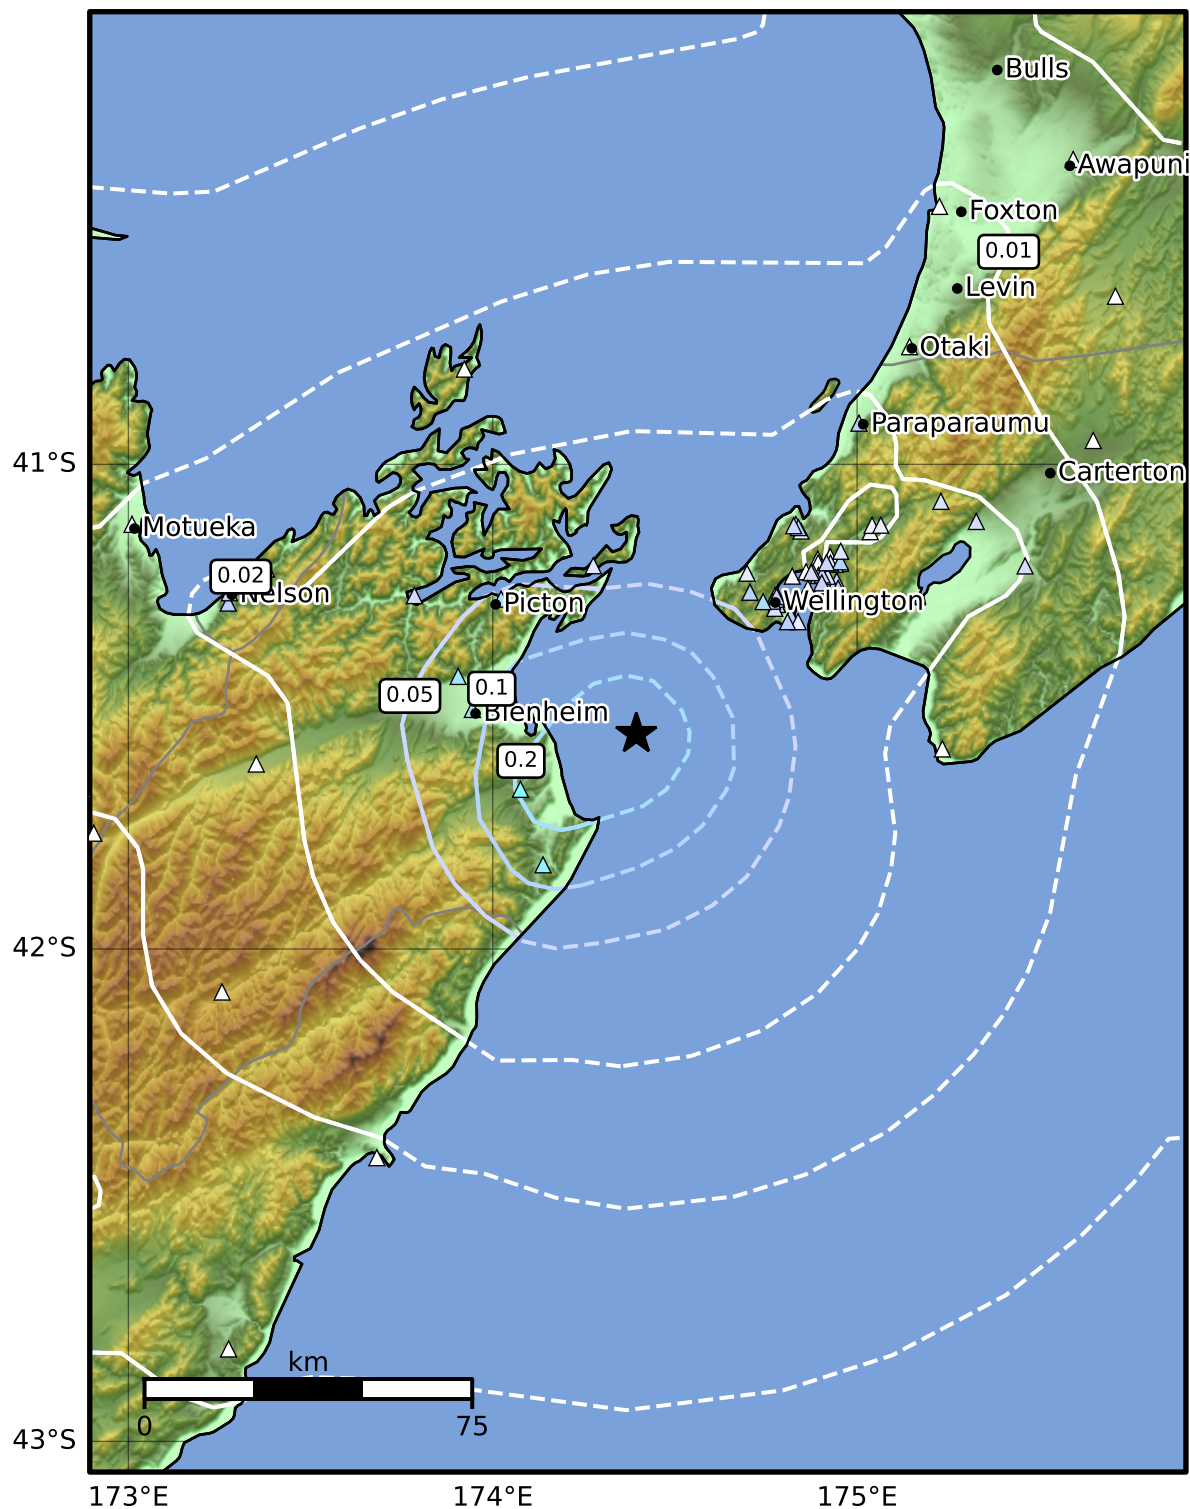 Bulls
Awapuni
Foxton
0.01
Levin
Otaki
Paraparaumu
41°S
Carterton
Motueka
0.02
Nelson
Picton
Wellington
0.05
0.1
Blenheim
0.2
42°S
km
0
75
43°S
173°E
174°E
175°E